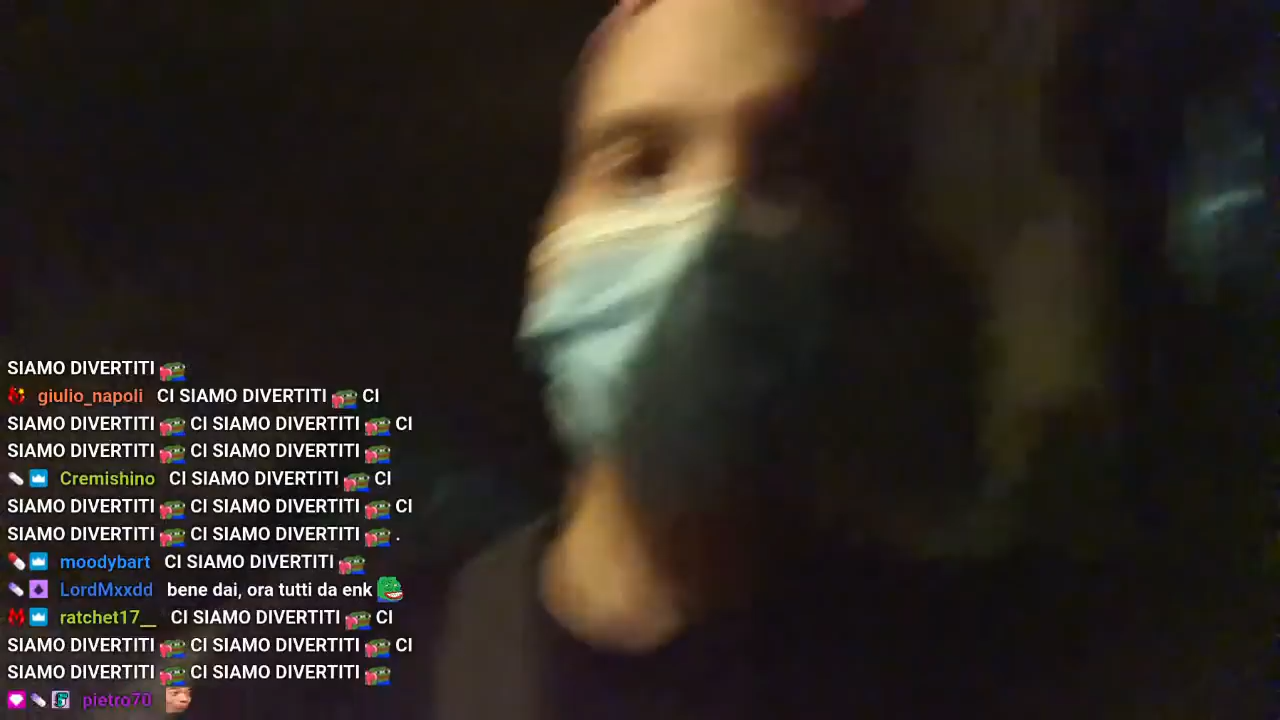 SIAMO DIVERTITI
giulio_napoli CI SIAMO DIVERTITI CI
SIAMO DIVERTITI CI SIAMO DIVERTITI CI
SIAMO DIVERTITI CI SIAMO DIVERTITI
Cremishino CI SIAMO DIVERTITI CI
SIAMO DIVERTITI CI SIAMO DIVERTITI CI
SIAMO DIVERTITI CI SIAMO DIVERTITI .
moodybart CI SIAMO DIVERTITI
LordMxxdd bene dai, ora tutti da enk
ratchet17__ CI SIAMO DIVERTITI CI
SIAMO DIVERTITI CI SIAMO DIVERTITI CI
SIAMO DIVERTITI CI SIAMO DIVERTITI
pietro70